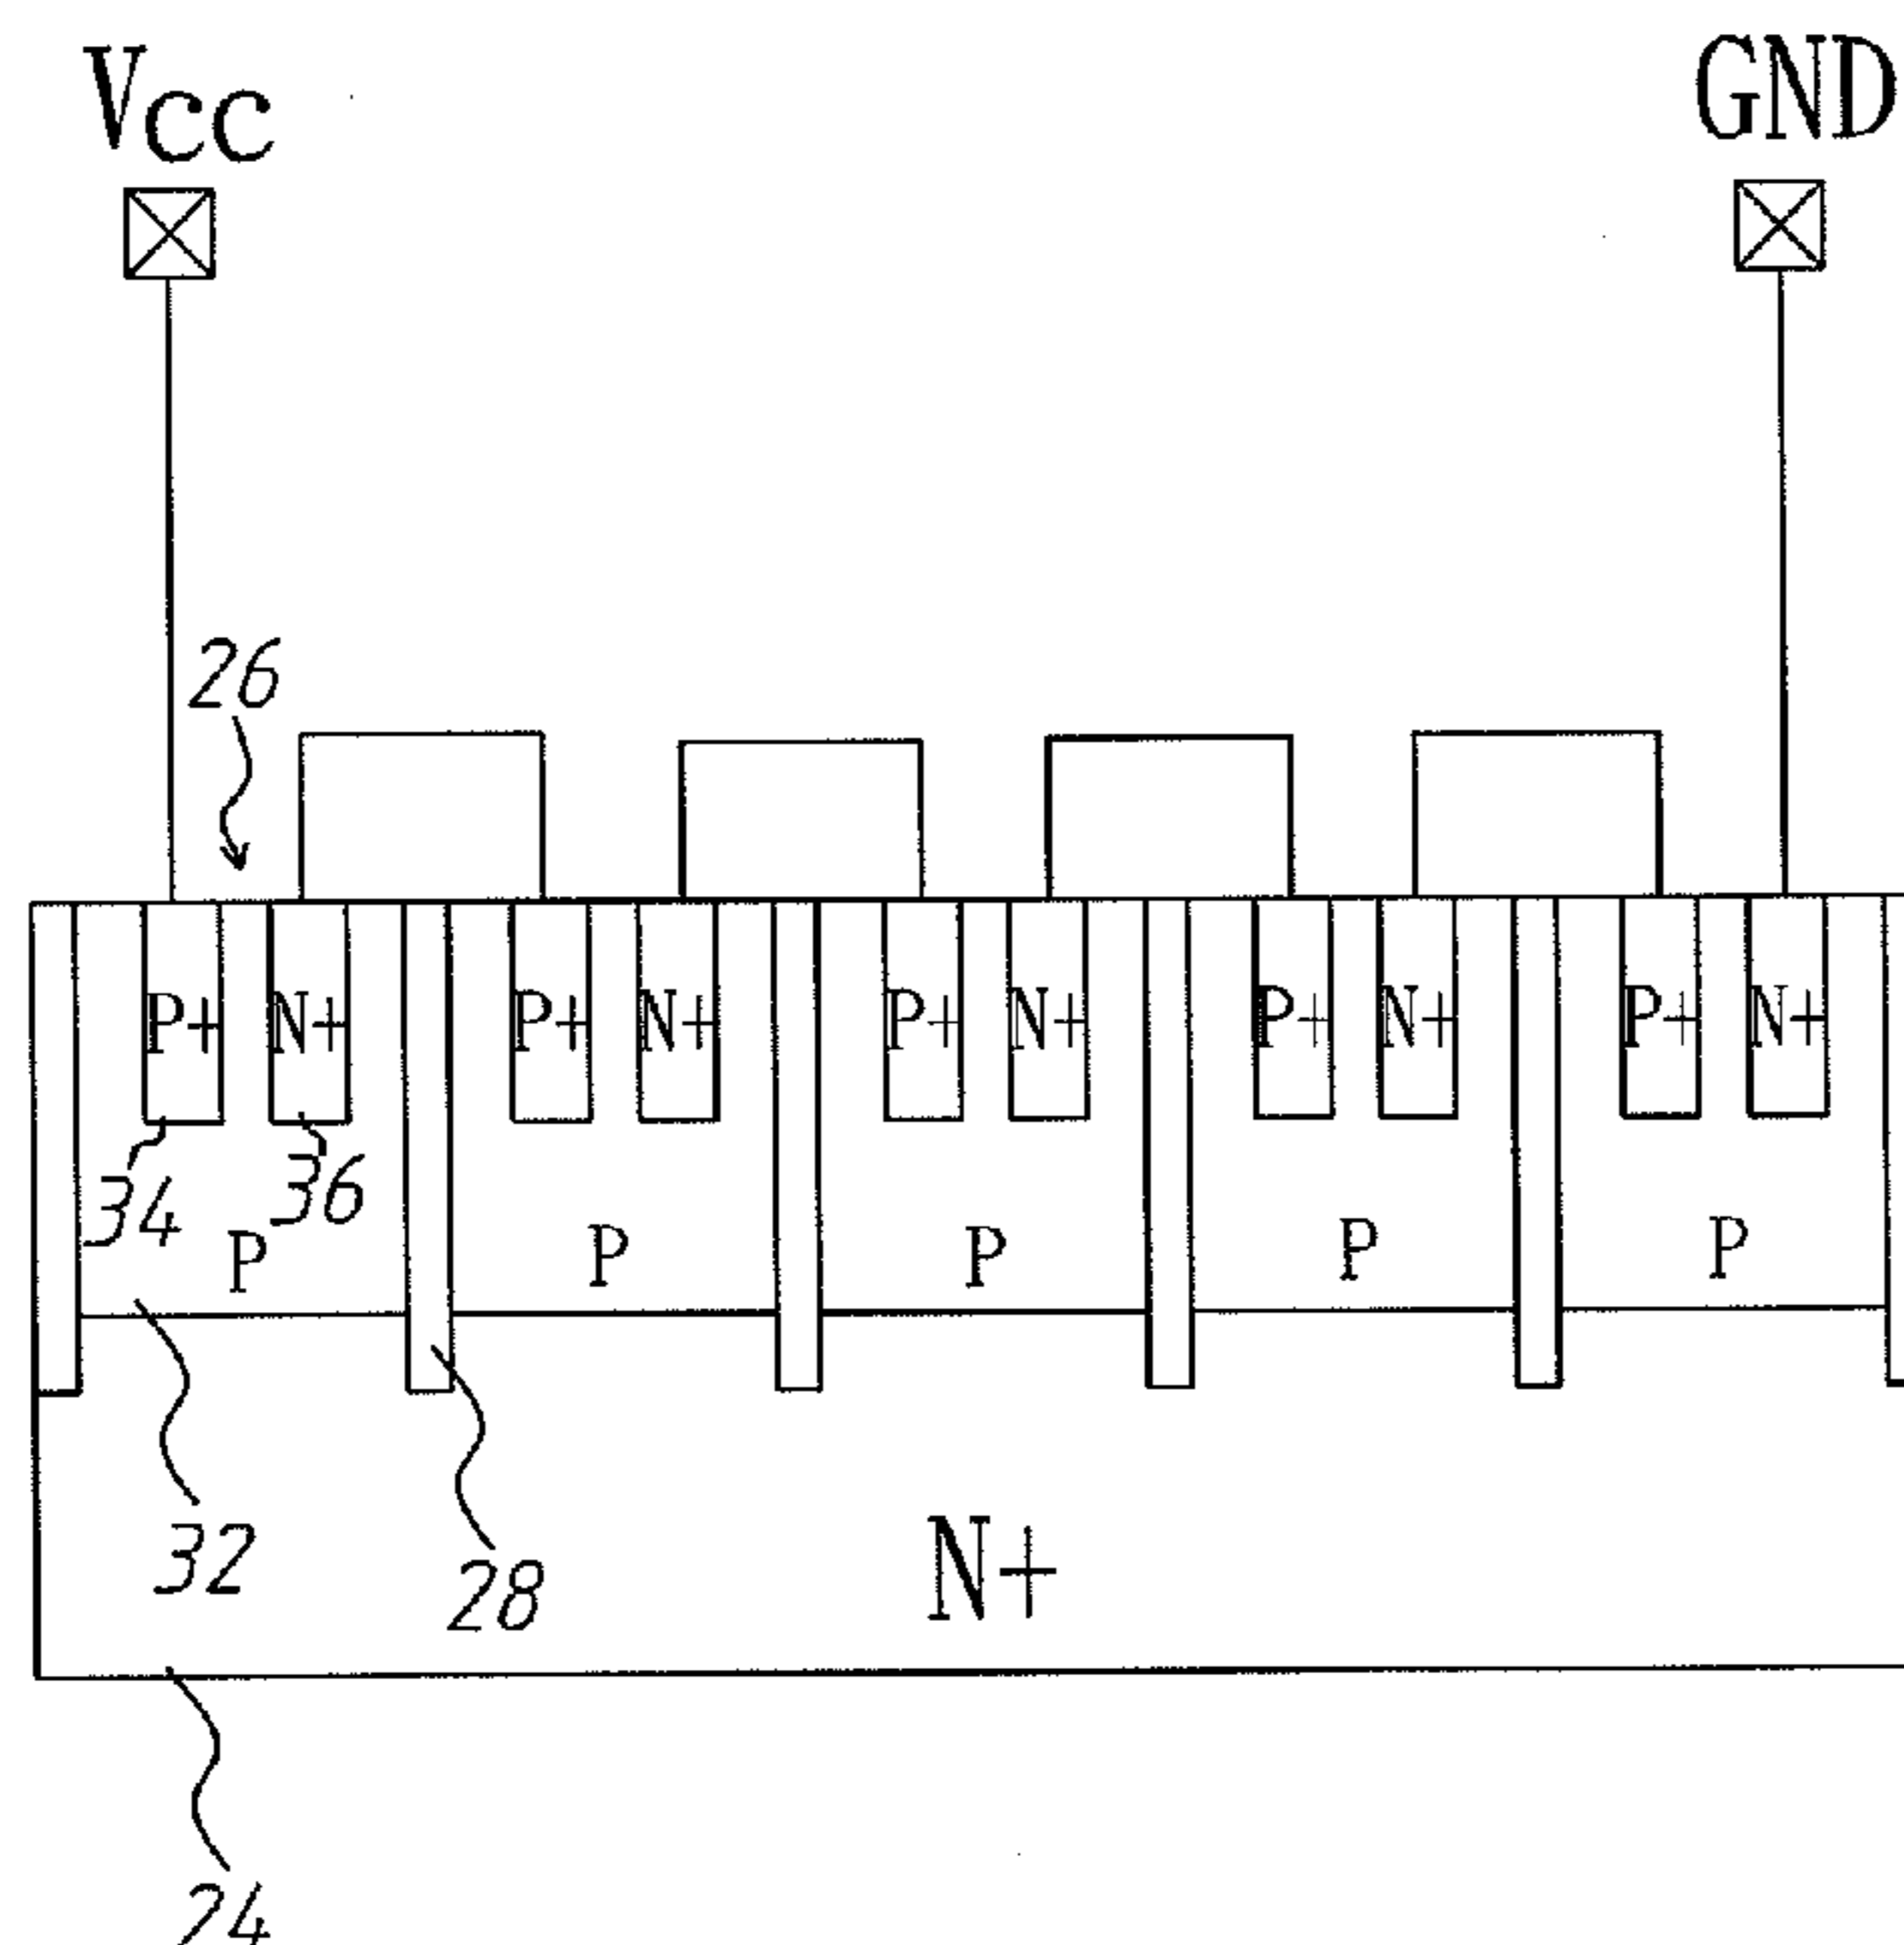 Vcc GND
26
P+ N+ P+ N+ P+ N+ P+ N+ P+ N+
34 36
P P P P P
32 28 N+
24